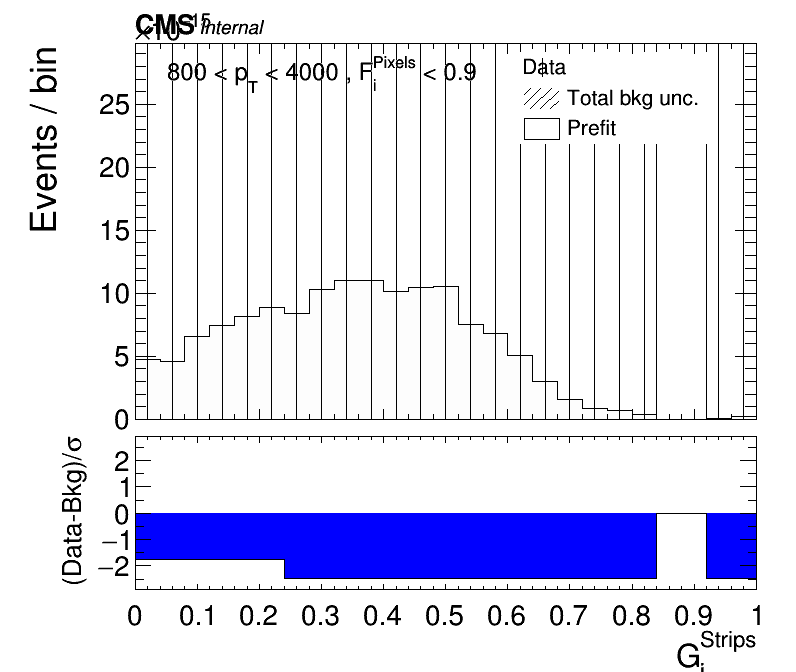 CMS Internal
×10^15
800 < p_T < 4000 , F_i^Pixels < 0.9
Data
Total bkg unc.
Prefit
Events / bin
25
20
15
10
5
0
(Data-Bkg)/σ
2
1
0
−1
−2
0 0.1 0.2 0.3 0.4 0.5 0.6 0.7 0.8 0.9 1
G_i^Strips